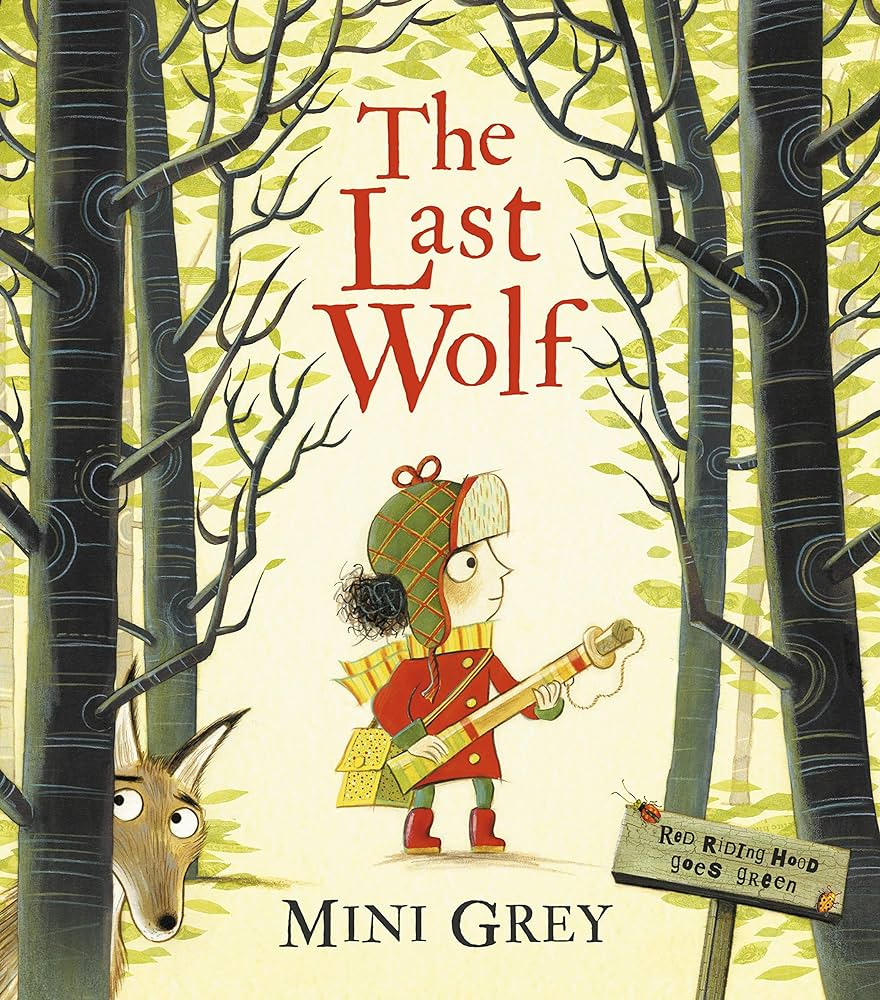 The
Last
Wolf
Red Riding Hood
goes green
Mini Grey